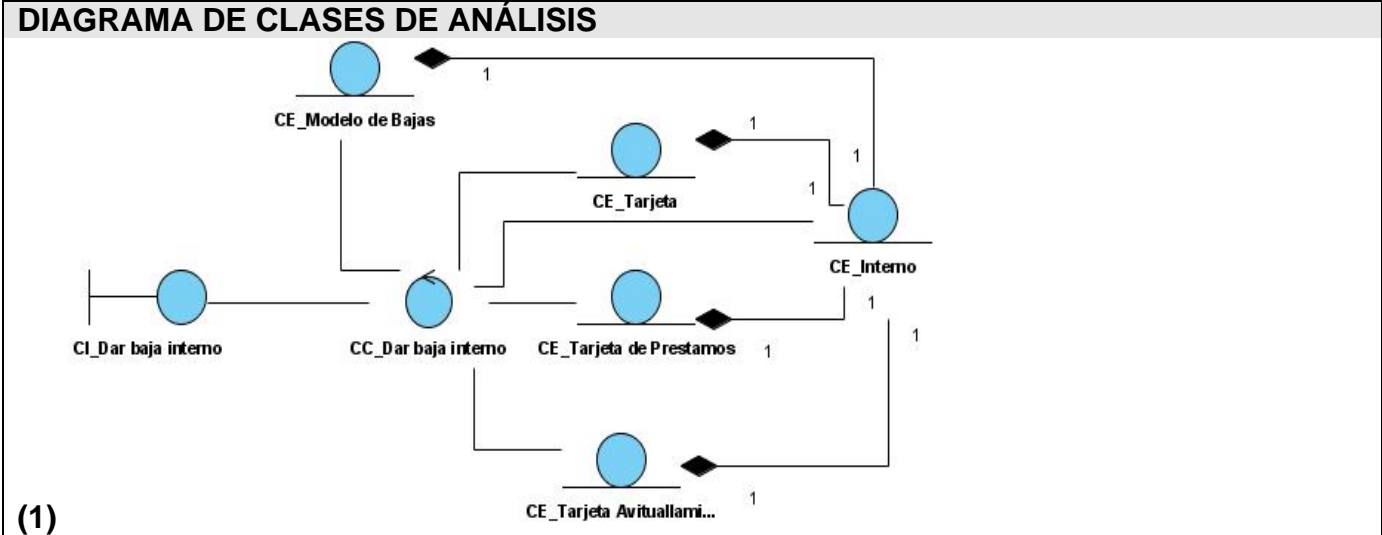 DIAGRAMA DE CLASES DE ANÁLISIS
1
CE_Modelo de Bajas
1
1
1
CE_Tarjeta
CE_Interno
1
CI_Dar baja interno
CC_Dar baja interno
CE_Tarjeta de Prestamos
1
1
1
CE_Tarjeta Avituallami...
(1)